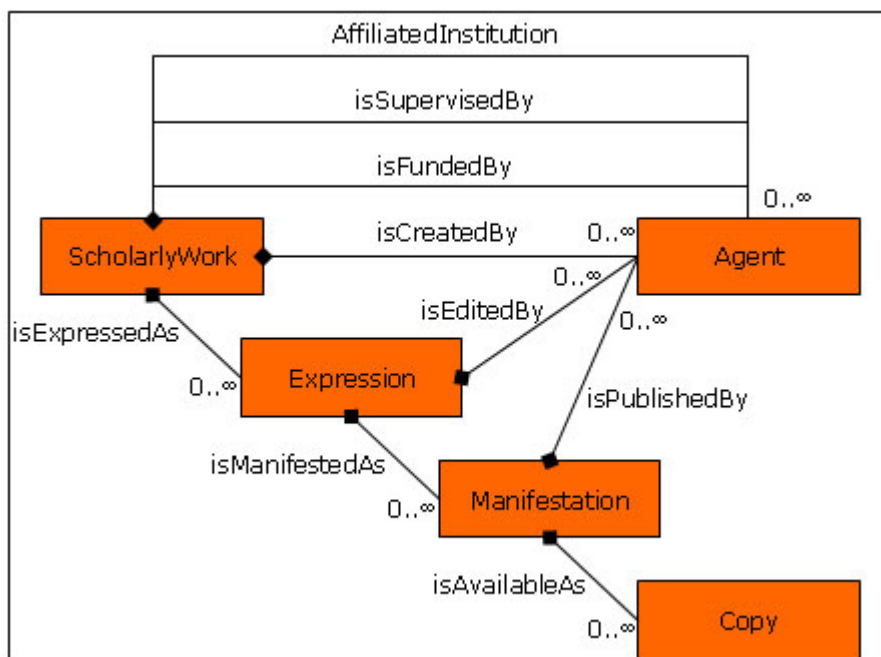 AffiliatedInstitution
isSupervisedBy
isFundedBy
0..∞
ScholarlyWork
isCreatedBy
0..∞
Agent
0..∞
isEditedBy
0..∞
isExpressedAs
0..∞
Expression
isPublishedBy
isManifestedAs
0..∞
Manifestation
isAvailableAs
0..∞
Copy